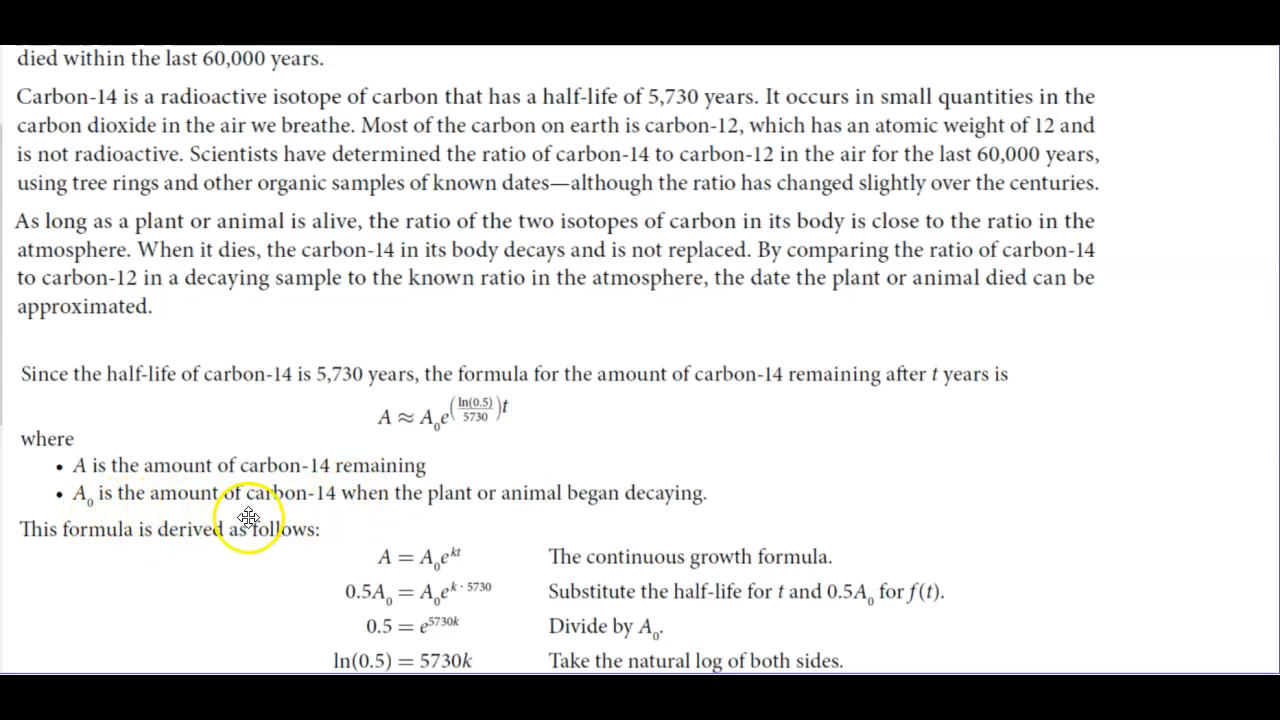 died within the last 60,000 years.
Carbon-14 is a radioactive isotope of carbon that has a half-life of 5,730 years. It occurs in small quantities in the
carbon dioxide in the air we breathe. Most of the carbon on earth is carbon-12, which has an atomic weight of 12 and
is not radioactive. Scientists have determined the ratio of carbon-14 to carbon-12 in the air for the last 60,000 years,
using tree rings and other organic samples of known dates—although the ratio has changed slightly over the centuries.
As long as a plant or animal is alive, the ratio of the two isotopes of carbon in its body is close to the ratio in the
atmosphere. When it dies, the carbon-14 in its body decays and is not replaced. By comparing the ratio of carbon-14
to carbon-12 in a decaying sample to the known ratio in the atmosphere, the date the plant or animal died can be
approximated.
Since the half-life of carbon-14 is 5,730 years, the formula for the amount of carbon-14 remaining after t years is
A ≈ A₀e^(ln(0.5)/5730)t
where
• A is the amount of carbon-14 remaining
• A₀ is the amount of carbon-14 when the plant or animal began decaying.
This formula is derived as follows:
A = A₀e^kt The continuous growth formula.
0.5A₀ = A₀e^k · 5730 Substitute the half-life for t and 0.5A₀ for f(t).
0.5 = e^5730k Divide by A₀.
ln(0.5) = 5730k Take the natural log of both sides.